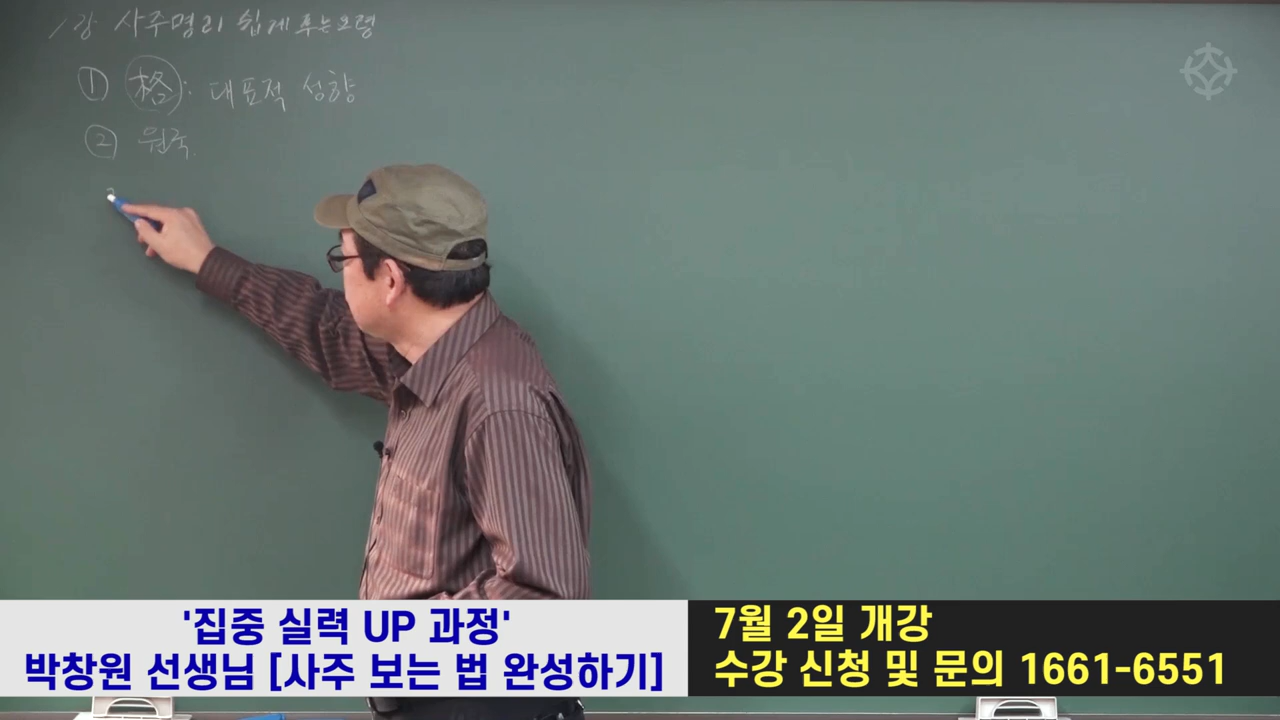 1강 사주명리 쉽게 푸는 요령
① 格 : 대표적 성향
② 원국.
'집중 실력 UP 과정'
박창원 선생님 [사주 보는 법 완성하기]
7월 2일 개강
수강 신청 및 문의 1661-6551